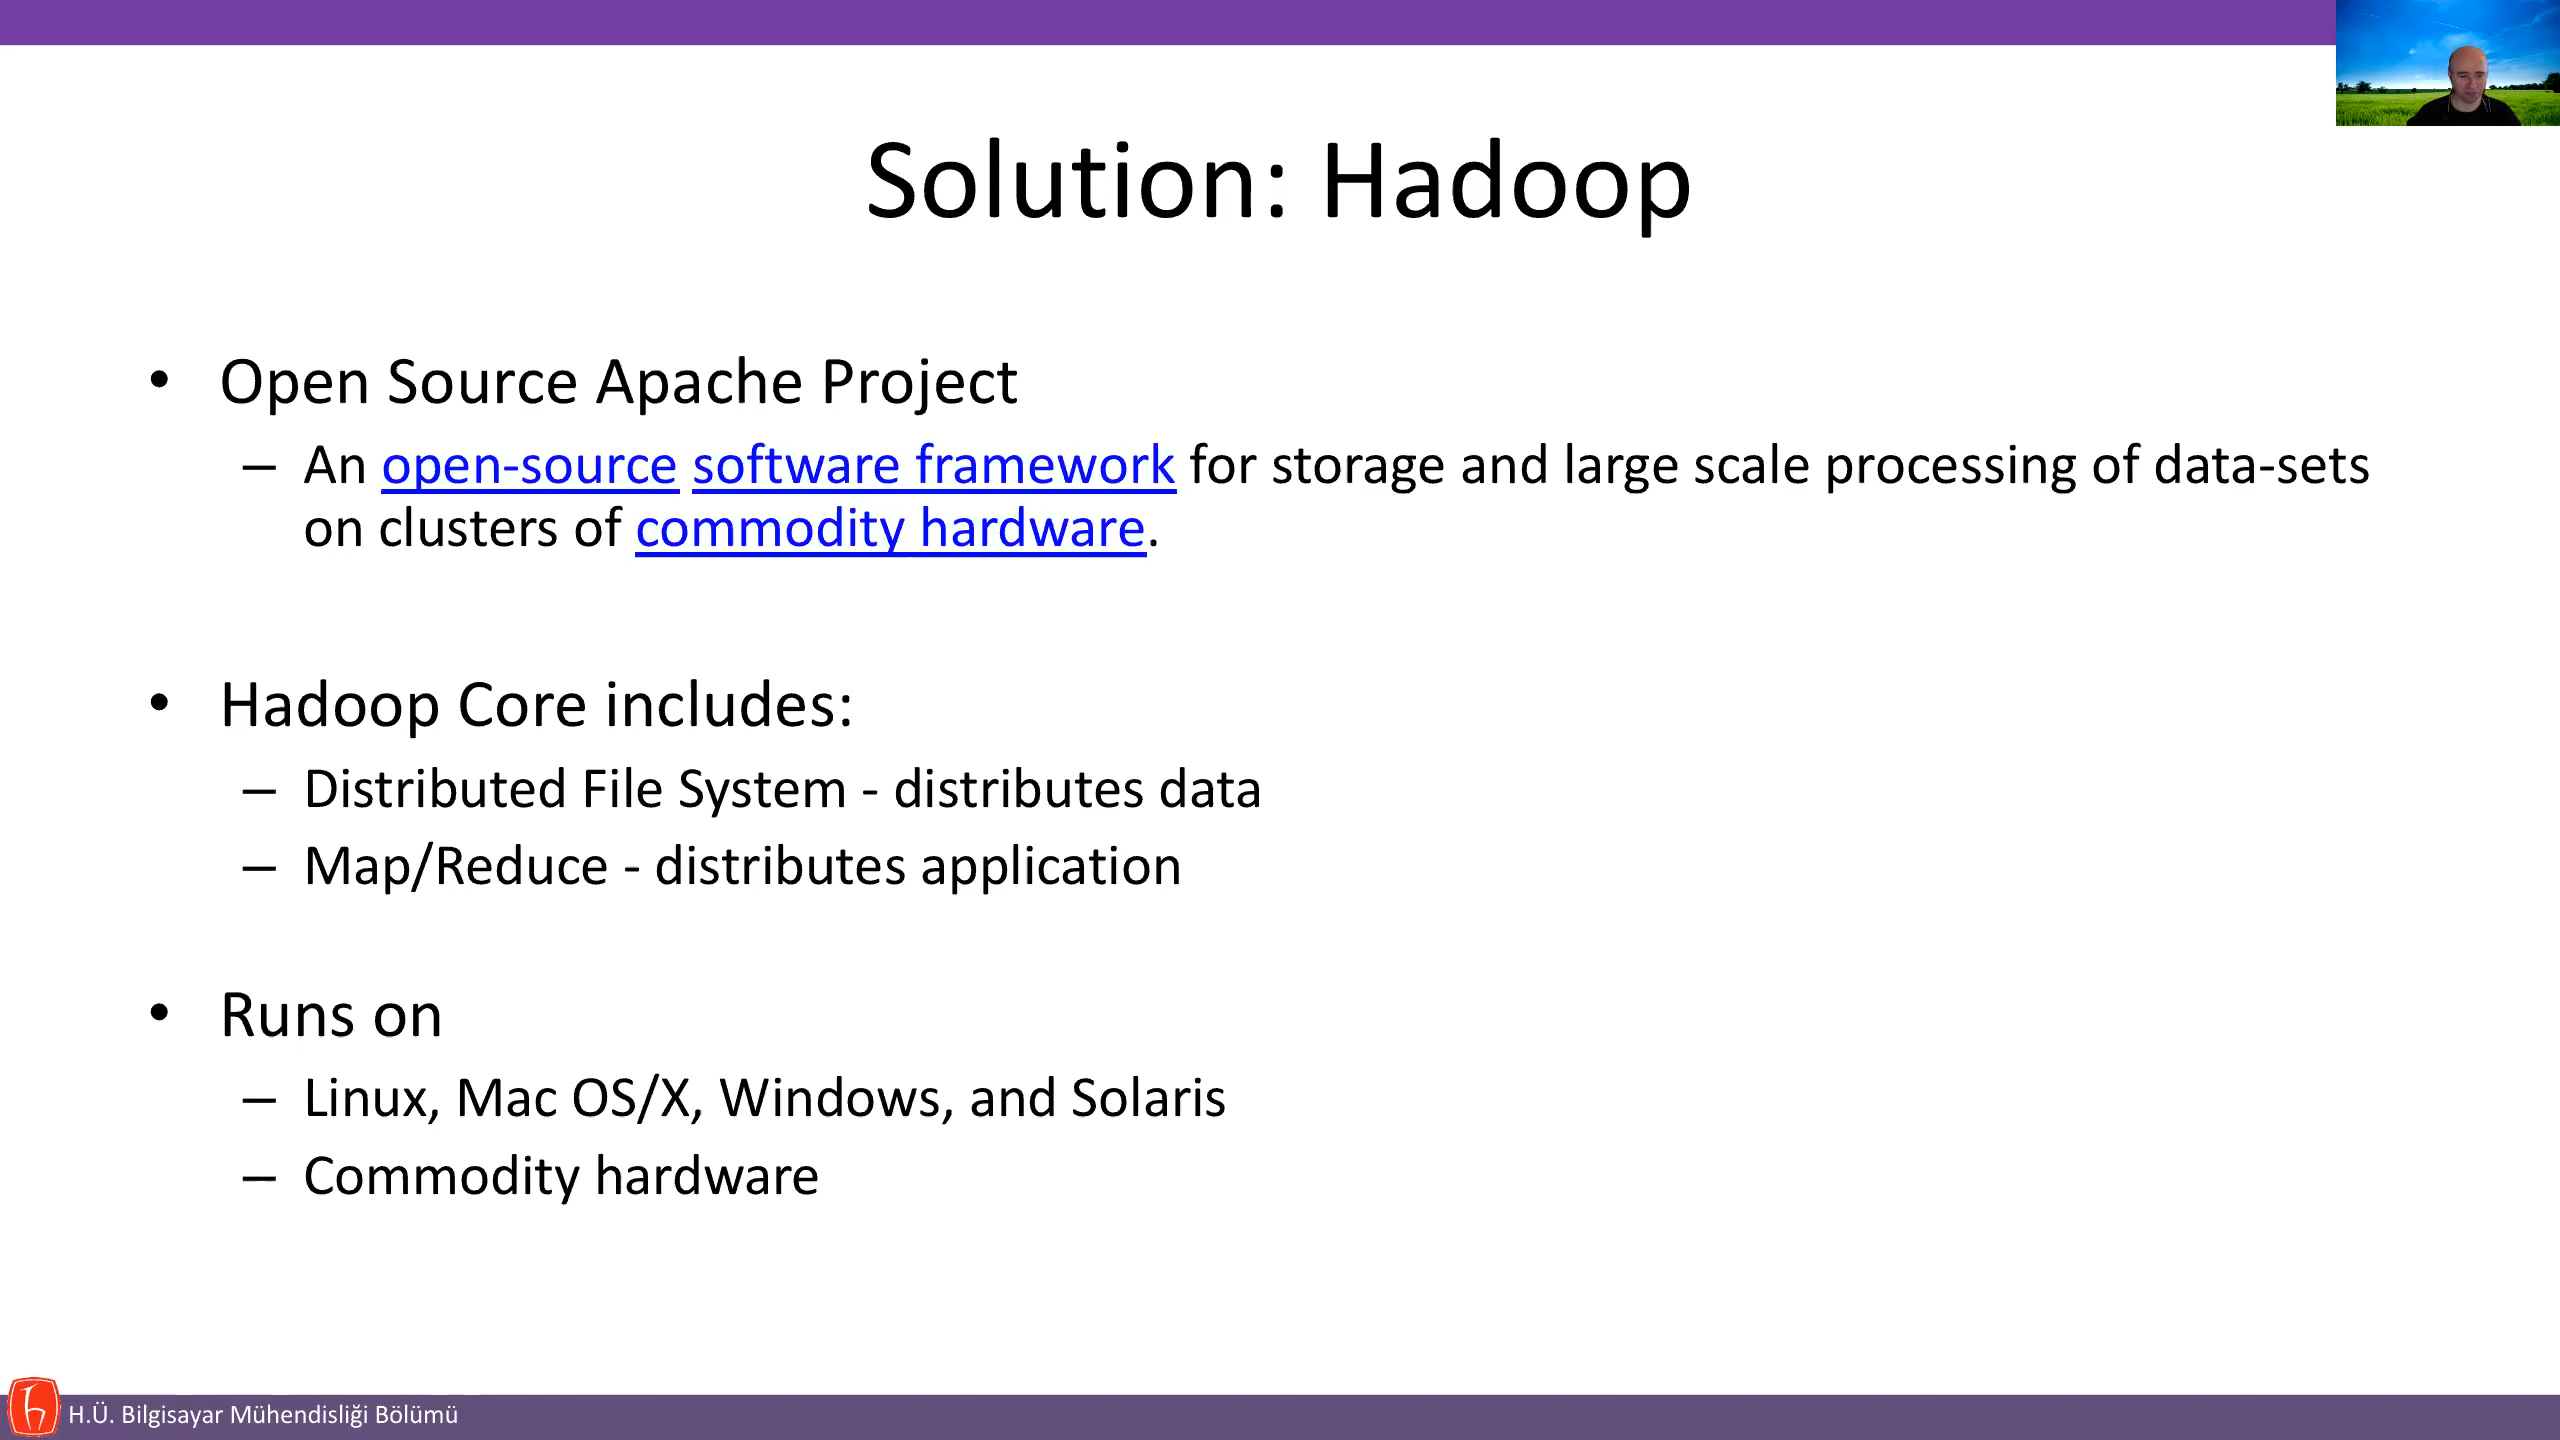 Solution: Hadoop
• Open Source Apache Project
– An open-source software framework for storage and large scale processing of data-sets
on clusters of commodity hardware.
• Hadoop Core includes:
– Distributed File System - distributes data
– Map/Reduce - distributes application
• Runs on
– Linux, Mac OS/X, Windows, and Solaris
– Commodity hardware
H.Ü. Bilgisayar Mühendisliği Bölümü